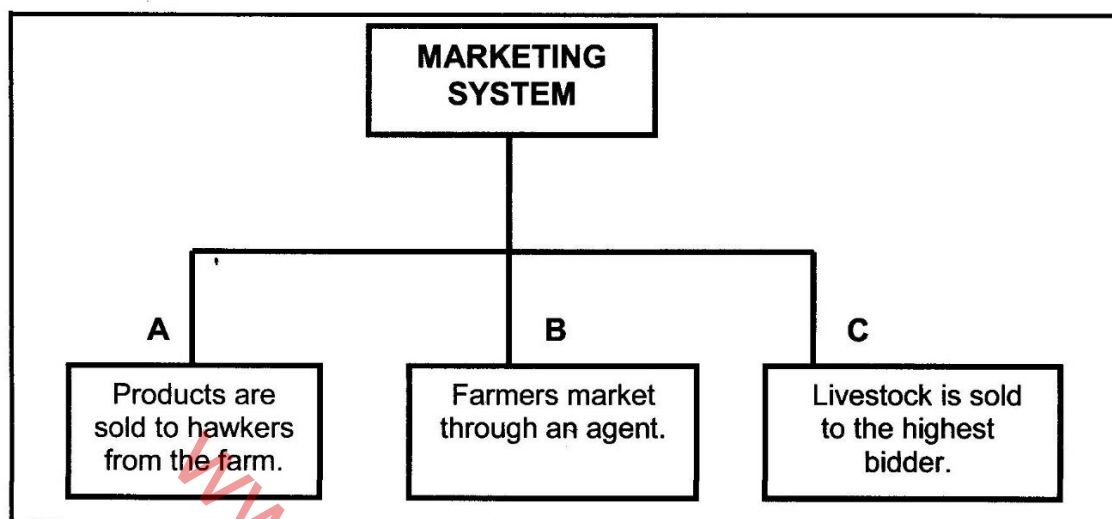 MARKETING
SYSTEM
A
B
C
Products are
sold to hawkers
from the farm.
Farmers market
through an agent.
Livestock is sold
to the highest
bidder.